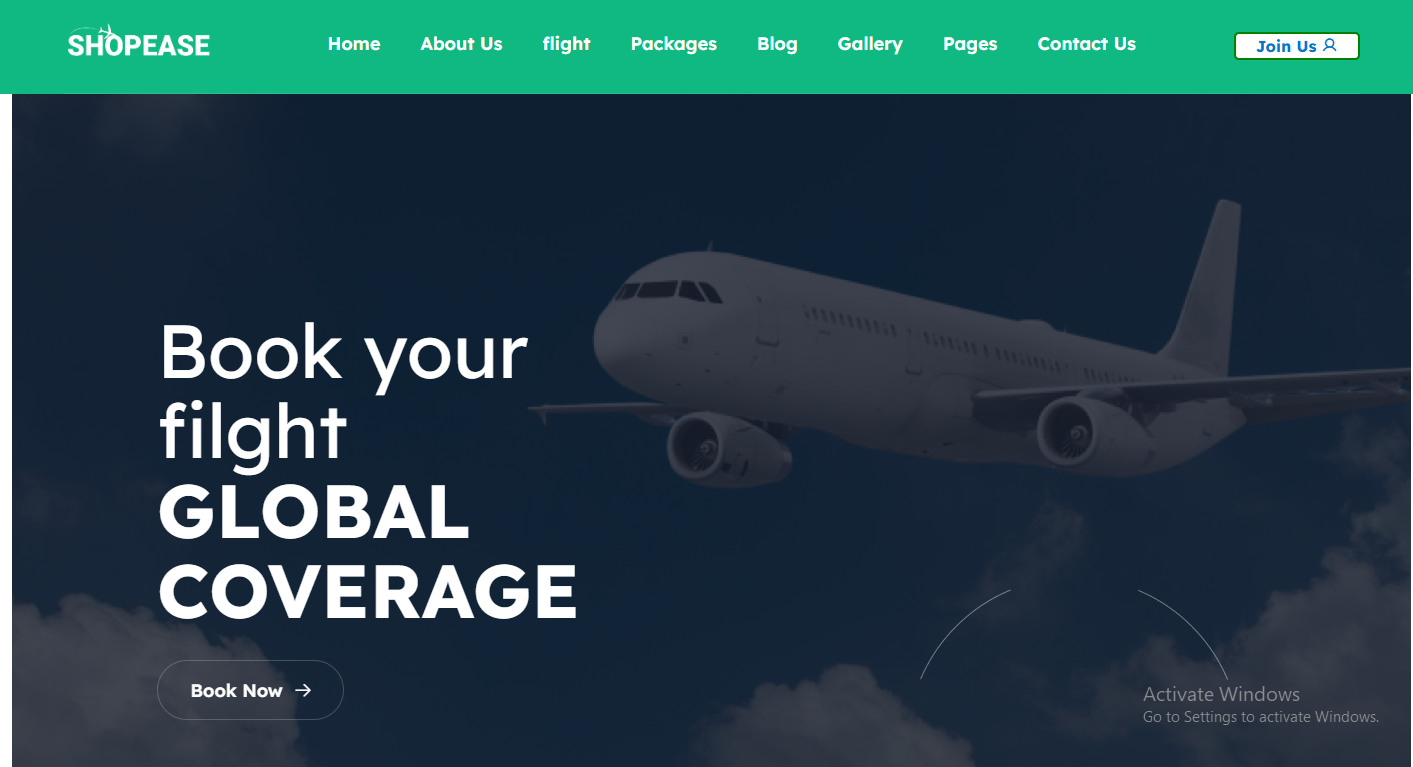 SHOPEASE
Home About Us flight Packages Blog Gallery Pages Contact Us
Join Us
Book your
filght
GLOBAL
COVERAGE
Book Now
Activate Windows
Go to Settings to activate Windows.